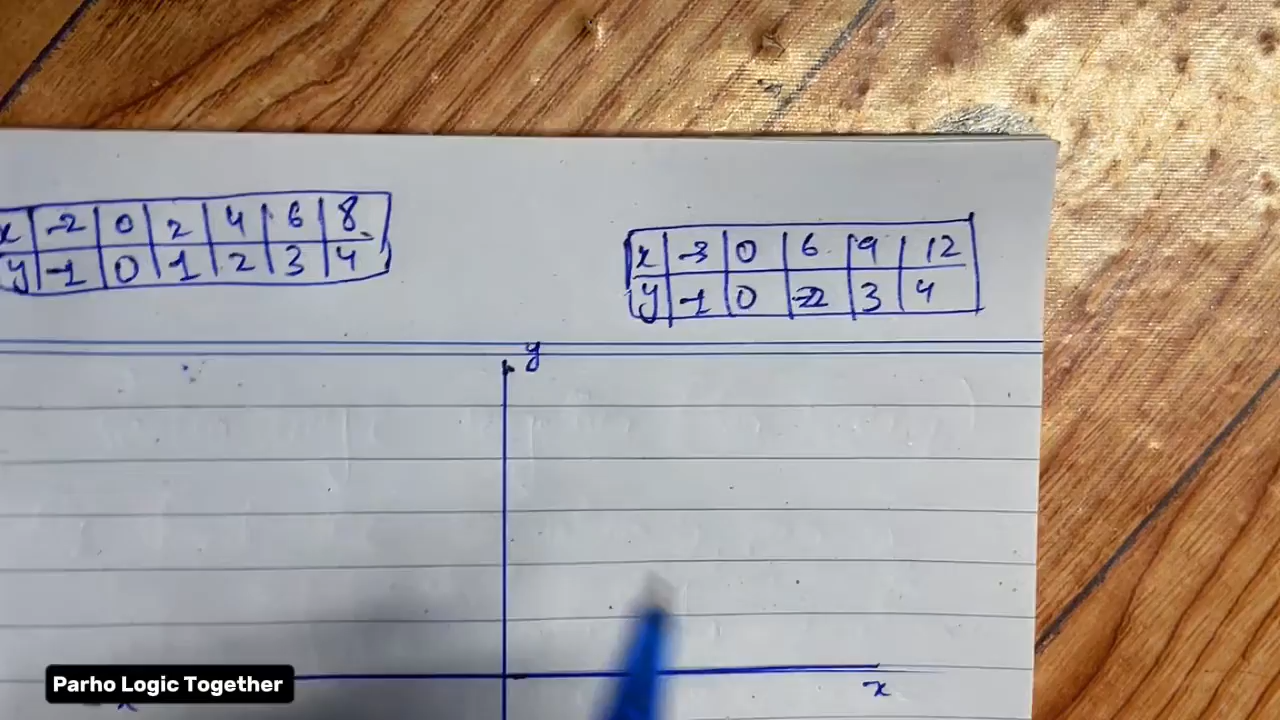 x -2 0 2 4 6 8
y -1 0 1 2 3 4
x -3 0 6 9 12
y -1 0 2 3 4
y
x
x
Parho Logic Together